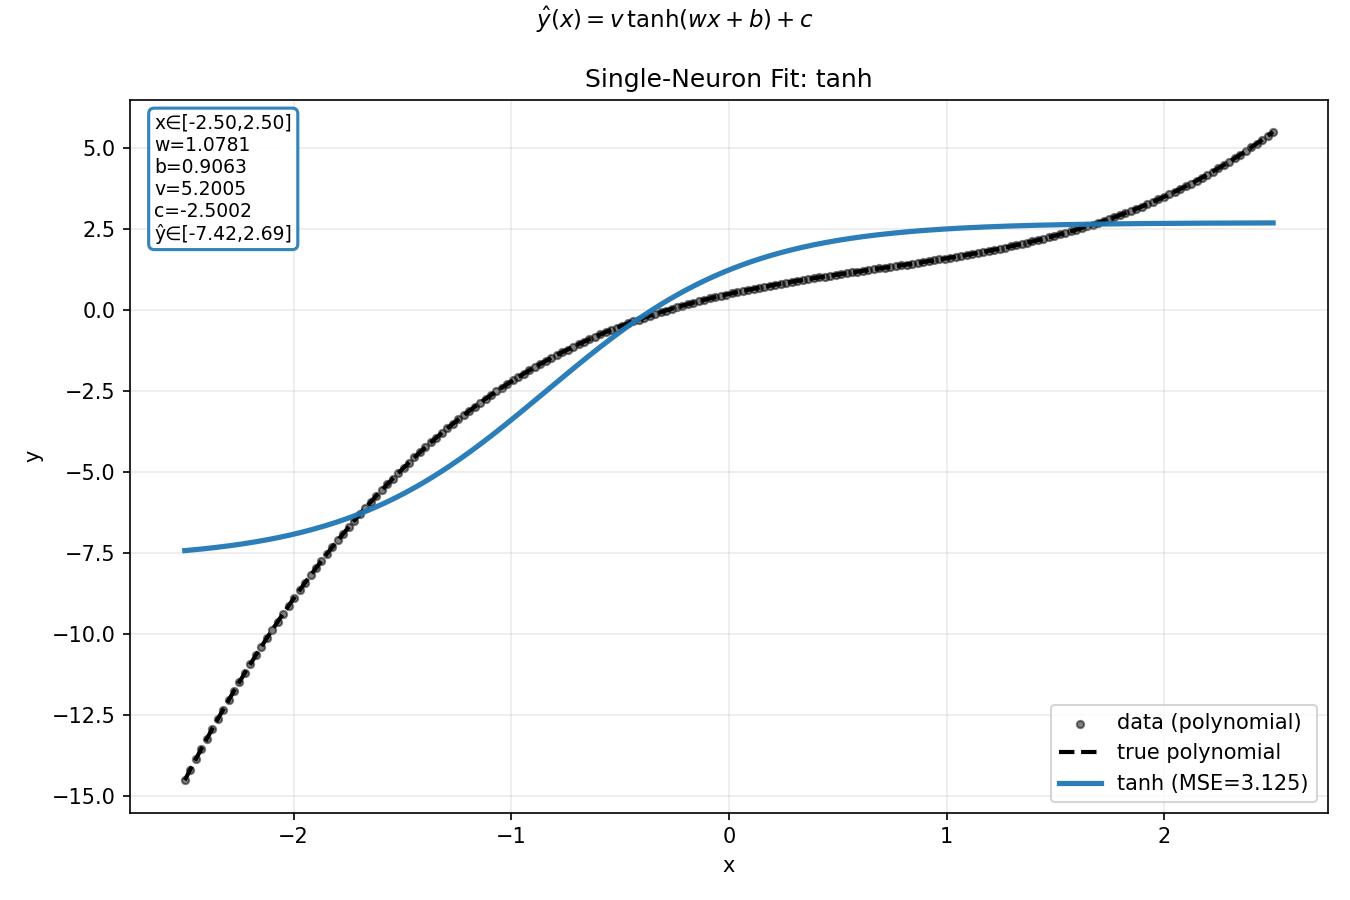 ŷ(x) = v tanh(wx + b) + c
Single-Neuron Fit: tanh
x∈[-2.50,2.50]
w=1.0781
b=0.9063
v=5.2005
c=-2.5002
ŷ∈[-7.42,2.69]
5.0
2.5
0.0
−2.5
−5.0
−7.5
−10.0
−12.5
−15.0
y
data (polynomial)
true polynomial
tanh (MSE=3.125)
−2 −1 0 1 2
x